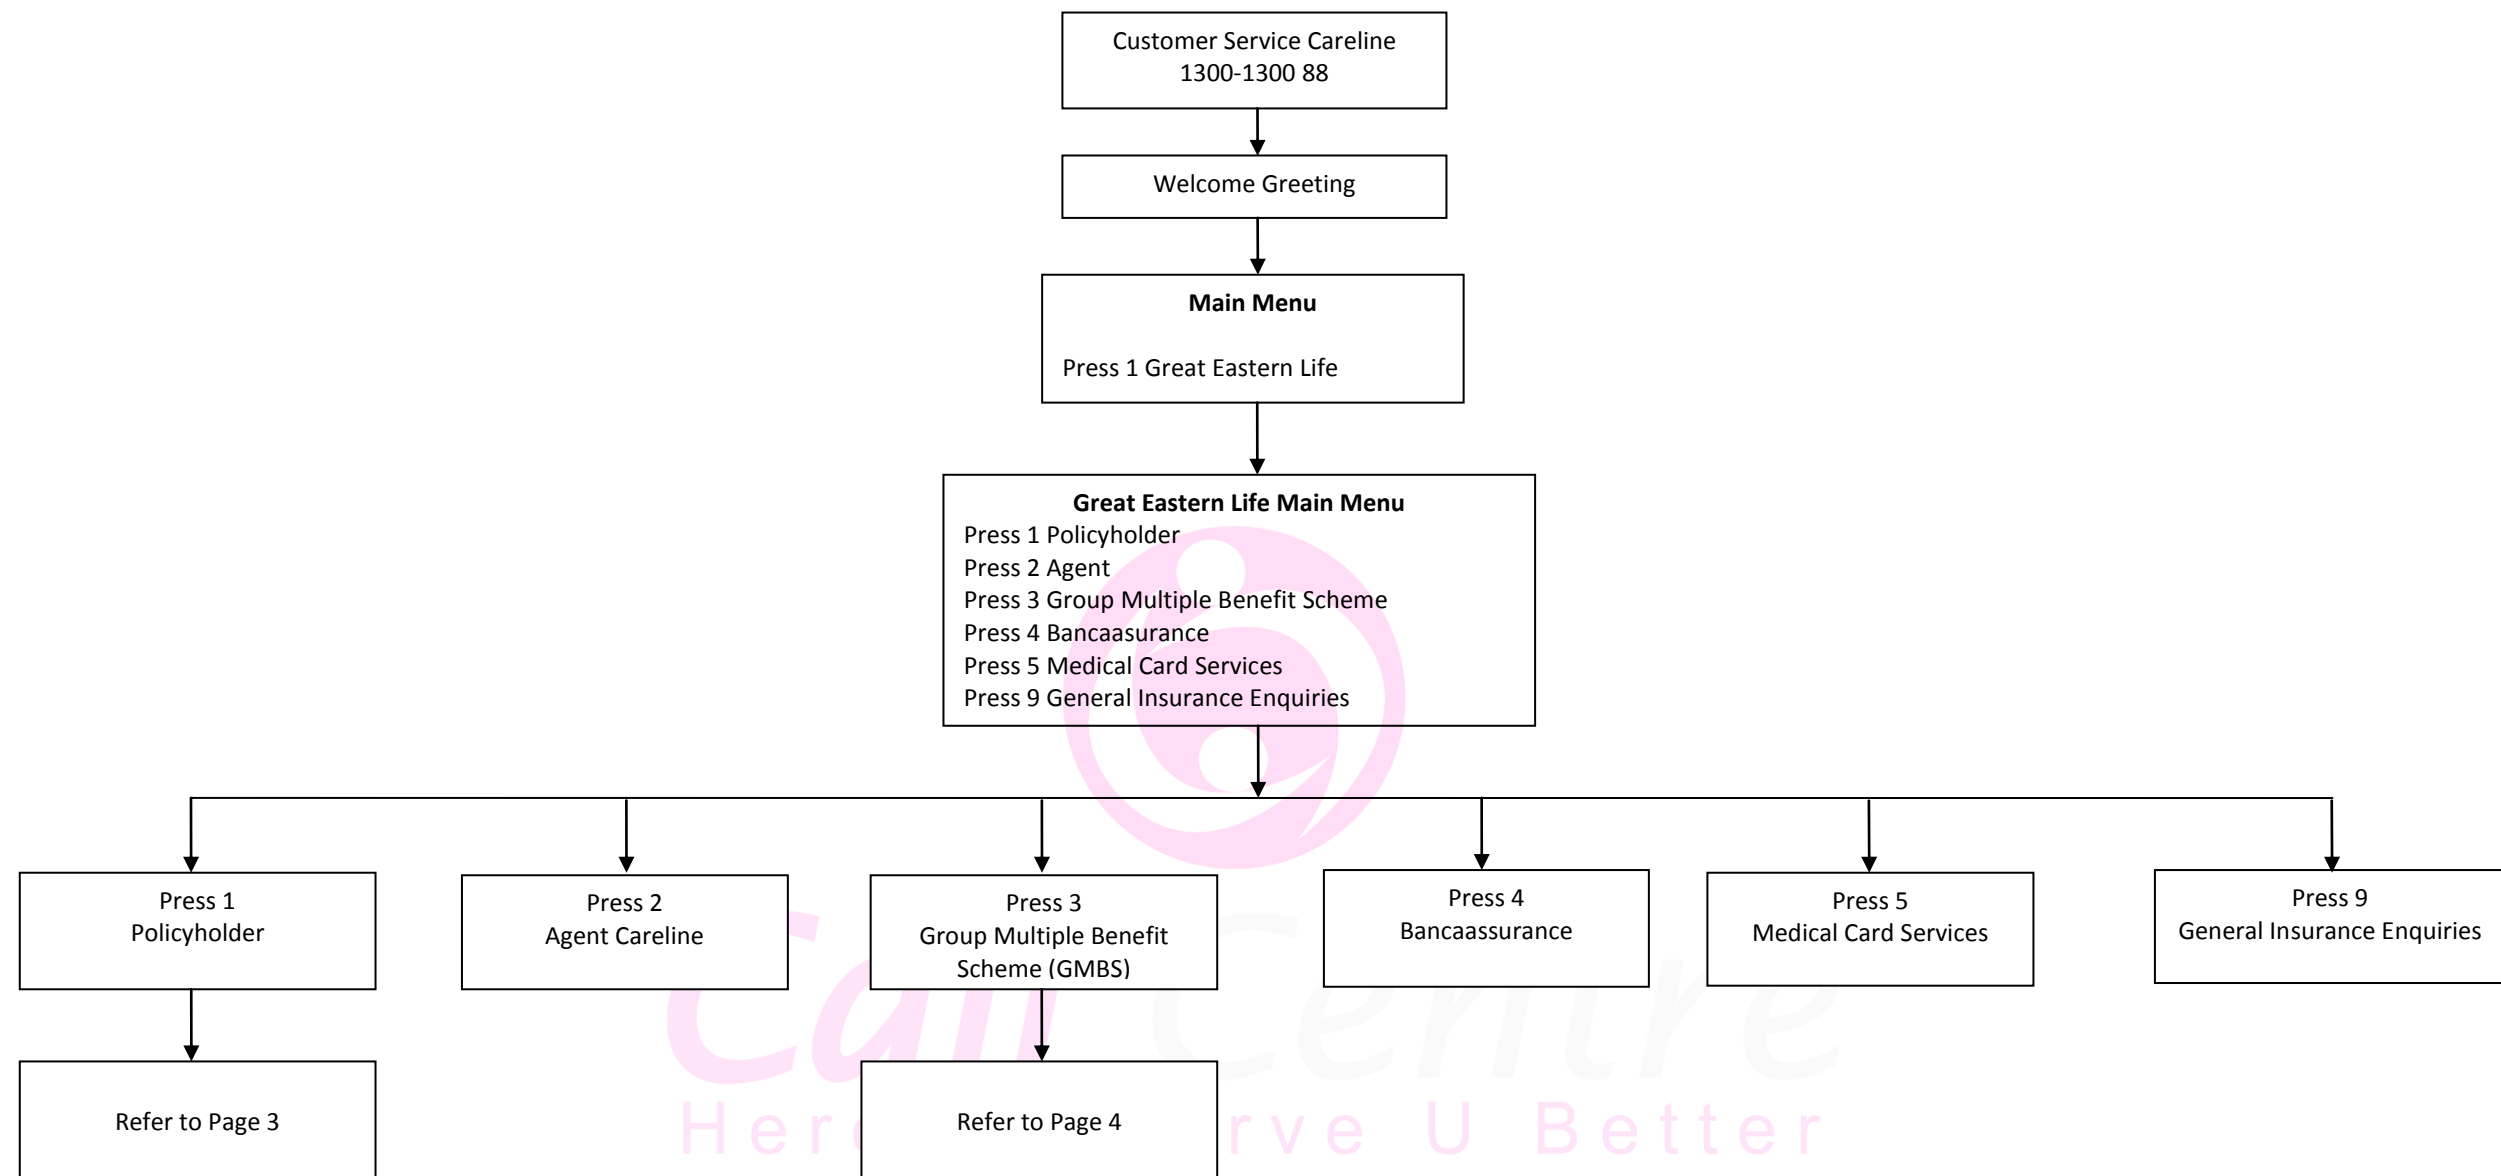 Customer Service Careline
1300-1300 88
Welcome Greeting
Main Menu
Press 1 Great Eastern Life
Great Eastern Life Main Menu
Press 1 Policyholder
Press 2 Agent
Press 3 Group Multiple Benefit Scheme
Press 4 Bancaasurance
Press 5 Medical Card Services
Press 9 General Insurance Enquiries
Press 1
Policyholder
Press 2
Agent Careline
Press 3
Group Multiple Benefit
Scheme (GMBS)
Press 4
Bancaassurance
Press 5
Medical Card Services
Press 9
General Insurance Enquiries
Refer to Page 3
Refer to Page 4
Call Centre
U Better